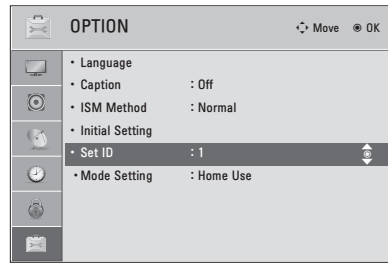 OPTION Move OK
• Language
• Caption : Off
• ISM Method : Normal
• Initial Setting
• Set ID : 1
• Mode Setting : Home Use